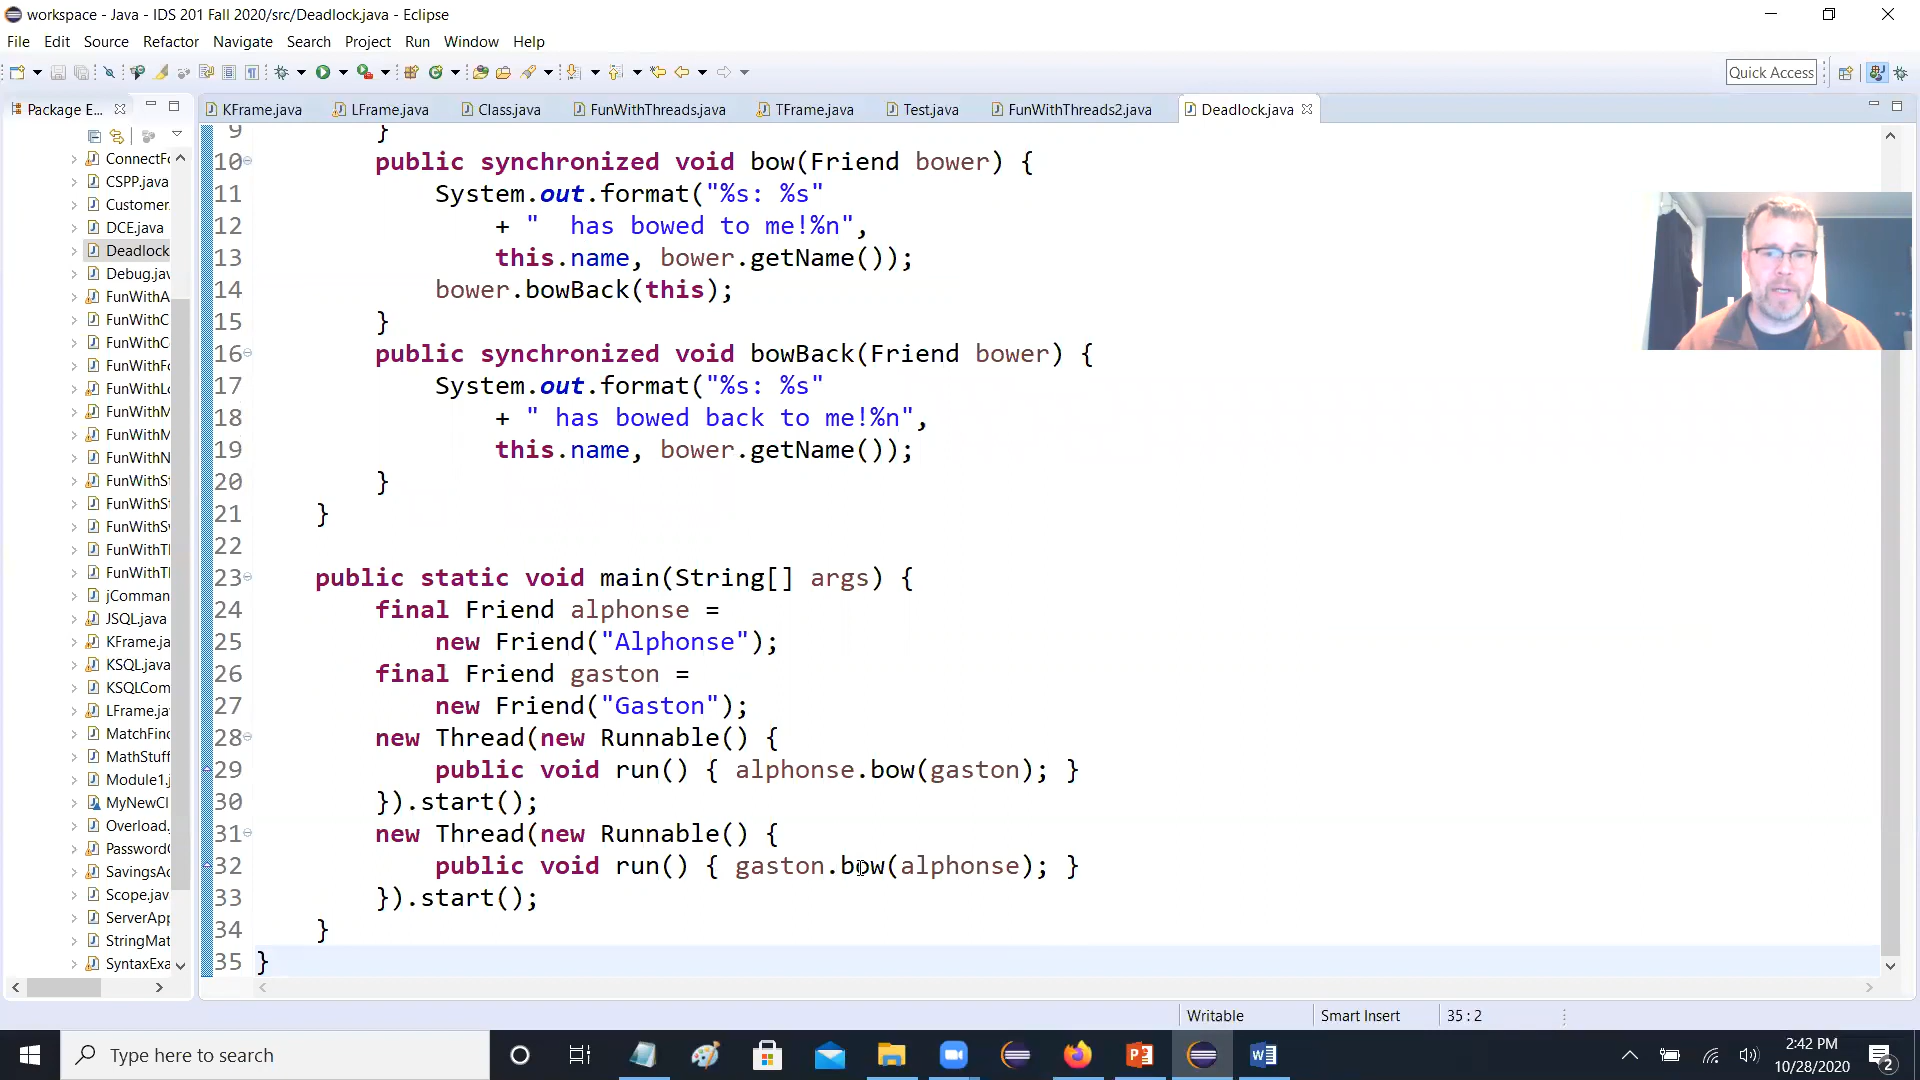 workspace - Java - IDS 201 Fall 2020/src/Deadlock.java - Eclipse
File Edit Source Refactor Navigate Search Project Run Window Help
Quick Access
Package E...
KFrame.java LFrame.java Class.java FunWithThreads.java TFrame.java Test.java FunWithThreads2.java Deadlock.java
ConnectFo
CSPP.java
Customer.
DCE.java
Deadlock
Debug.jav
FunWithA
FunWithC
FunWithC
FunWithFo
FunWithLo
FunWithM
FunWithM
FunWithN
FunWithSt
FunWithSt
FunWithSv
FunWithTl
FunWithTl
jComman
JSQL.java
KFrame.ja
KSQL.java
KSQLCom
LFrame.ja
MatchFind
MathStuff
Module1.j
MyNewCl
Overload.
PasswordC
SavingsAc
Scope.jav
ServerApp
StringMat
SyntaxExa
9 }
10 public synchronized void bow(Friend bower) {
11 System.out.format("%s: %s"
12 + "  has bowed to me!%n",
13 this.name, bower.getName());
14 bower.bowBack(this);
15 }
16 public synchronized void bowBack(Friend bower) {
17 System.out.format("%s: %s"
18 + " has bowed back to me!%n",
19 this.name, bower.getName());
20 }
21 }
22
23 public static void main(String[] args) {
24 final Friend alphonse =
25 new Friend("Alphonse");
26 final Friend gaston =
27 new Friend("Gaston");
28 new Thread(new Runnable() {
29 public void run() { alphonse.bow(gaston); }
30 }).start();
31 new Thread(new Runnable() {
32 public void run() { gaston.bow(alphonse); }
33 }).start();
34 }
35 }
Writable Smart Insert 35 : 2
Type here to search
2:42 PM
10/28/2020
2